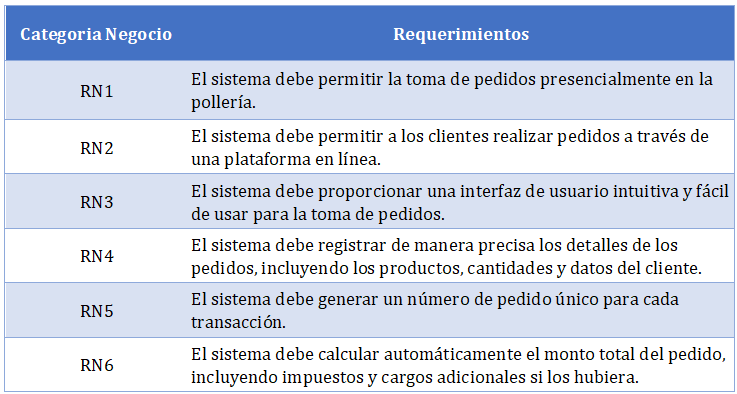 Categoria Negocio Requerimientos
RN1 El sistema debe permitir la toma de pedidos presencialmente en la
pollería.
RN2 El sistema debe permitir a los clientes realizar pedidos a través de
una plataforma en línea.
RN3 El sistema debe proporcionar una interfaz de usuario intuitiva y fácil
de usar para la toma de pedidos.
RN4 El sistema debe registrar de manera precisa los detalles de los
pedidos, incluyendo los productos, cantidades y datos del cliente.
RN5 El sistema debe generar un número de pedido único para cada
transacción.
RN6 El sistema debe calcular automáticamente el monto total del pedido,
incluyendo impuestos y cargos adicionales si los hubiera.